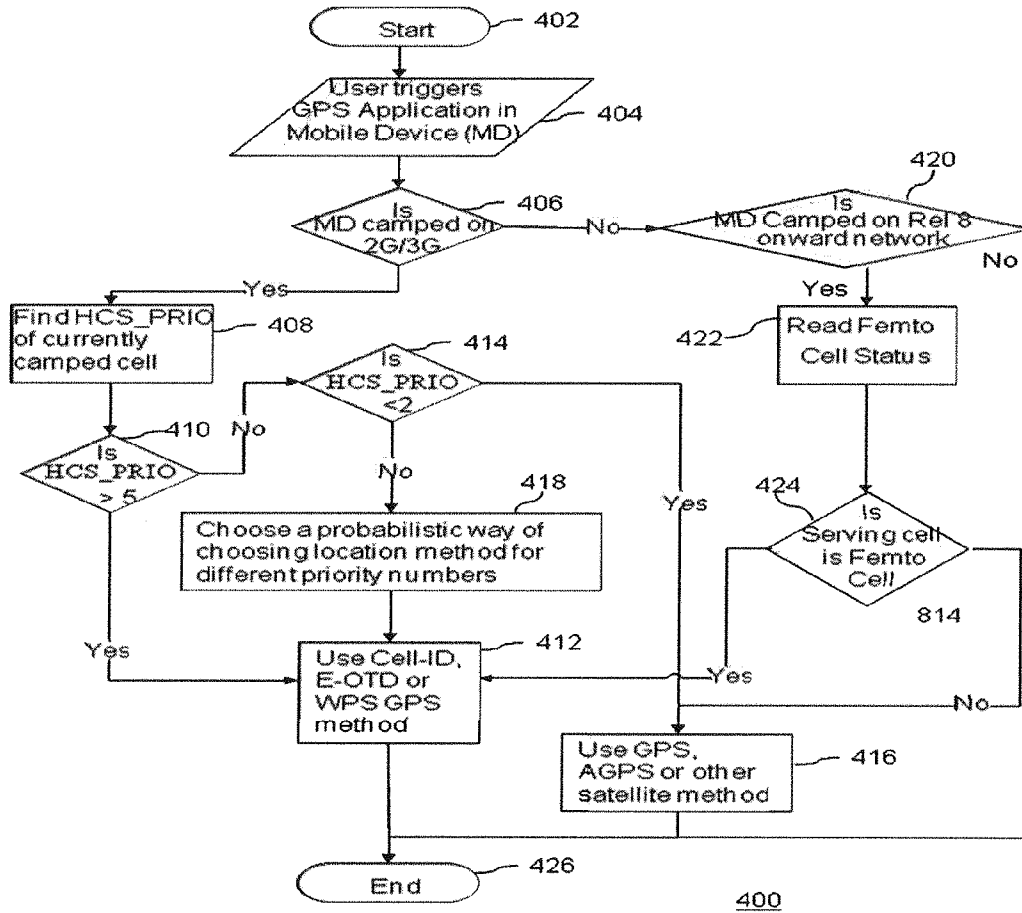 Start
402
User triggers
GPS Application in
Mobile Device (MD)
404
Is
MD camped on
2G/3G
406
No
420
Is
MD Camped on Rel 8
onward network
No
Yes
Yes
Find HCS_PRIO
of currently
camped cell
408
414
Is
HCS_PRIO
<2
422
Read Femto
Cell Status
410
Is
HCS_PRIO
> 5
No
No
Yes
418
Choose a probabilistic way of
choosing location method for
different priority numbers
424
Is
Serving cell
is Femto
Cell
814
Yes
412
Use Cell-ID,
E-OTD or
WPS GPS
method
Yes
No
Use GPS,
AGPS or other
satellite method
416
426
End
400